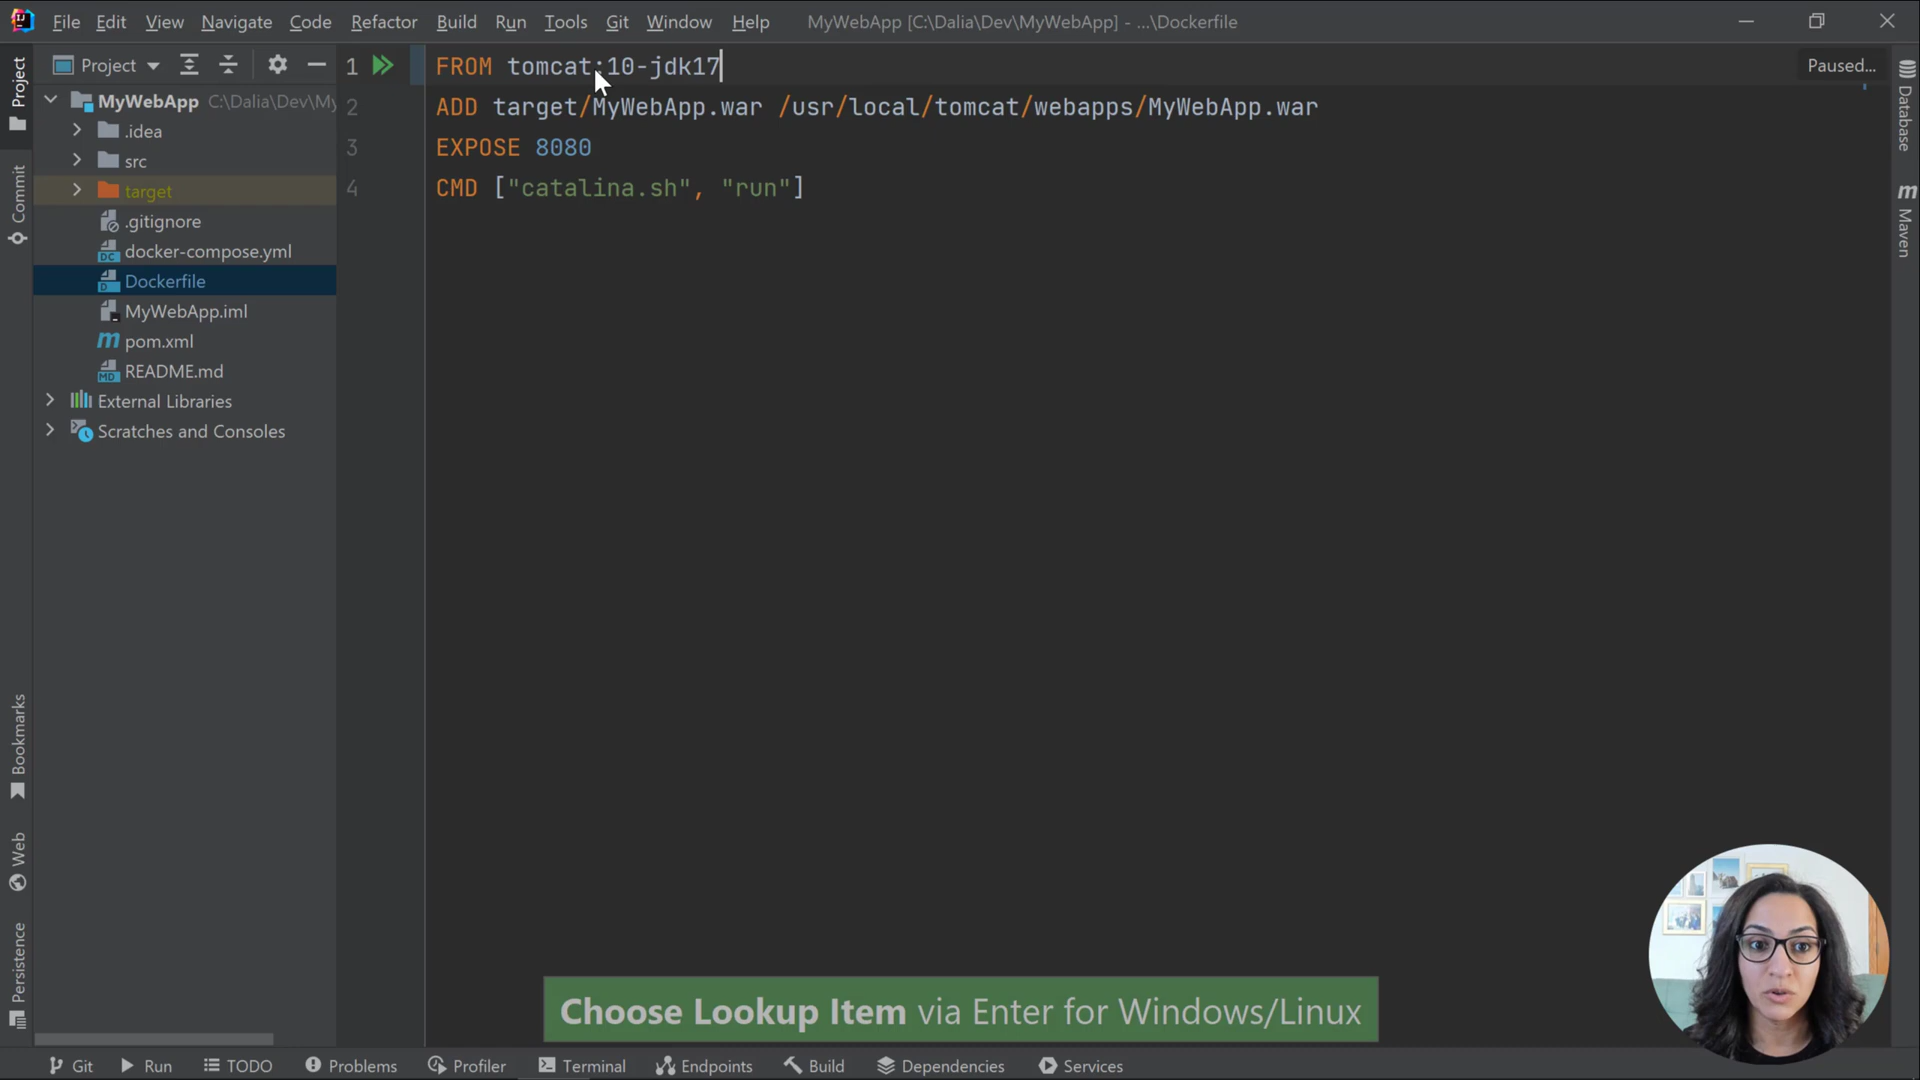 File Edit View Navigate Code Refactor Build Run Tools Git Window Help MyWebApp [C:\Dalia\Dev\MyWebApp] - ...\Dockerfile
Project
Commit
Bookmarks
Web
Persistence
Project
MyWebApp C:\Dalia\Dev\My
.idea
src
target
.gitignore
docker-compose.yml
Dockerfile
MyWebApp.iml
pom.xml
README.md
External Libraries
Scratches and Consoles
1 FROM tomcat:10-jdk17
2 ADD target/MyWebApp.war /usr/local/tomcat/webapps/MyWebApp.war
3 EXPOSE 8080
4 CMD ["catalina.sh", "run"]
Paused...
Database
Maven
Choose Lookup Item via Enter for Windows/Linux
Git Run TODO Problems Profiler Terminal Endpoints Build Dependencies Services